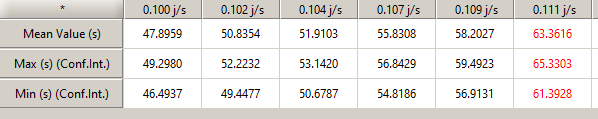 * 0.100 j/s 0.102 j/s 0.104 j/s 0.107 j/s 0.109 j/s 0.111 j/s
Mean Value (s) 47.8959 50.8354 51.9103 55.8308 58.2027 63.3616
Max (s) (Conf.Int.) 49.2980 52.2232 53.1420 56.8429 59.4923 65.3303
Min (s) (Conf.Int.) 46.4937 49.4477 50.6787 54.8186 56.9131 61.3928